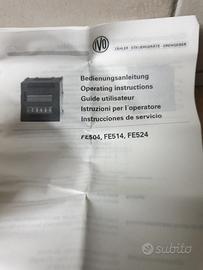 IVO
ZÄHLER · STEUERGERÄTE · DREHGEBER
Bedienungsanleitung
Operating instructions
Guide utilisateur
Istruzioni per l'operatore
Instrucciones de servicio
FE504, FE514, FE524
subito